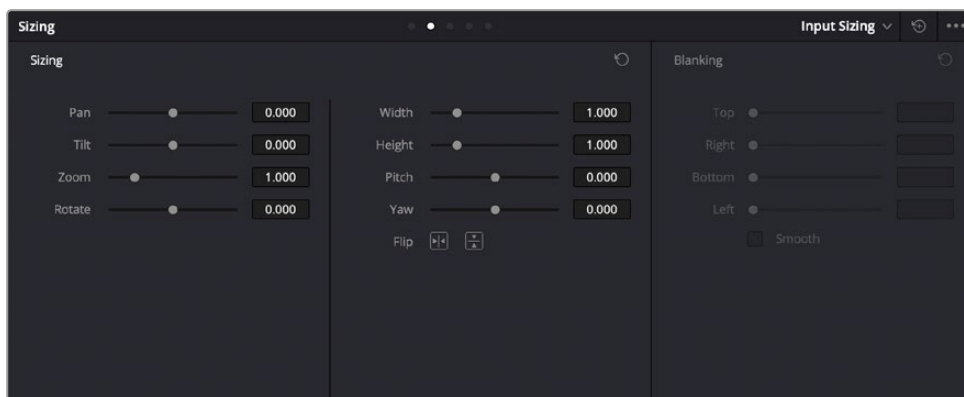 Sizing
Input Sizing
Sizing
Pan 0.000
Tilt 0.000
Zoom 1.000
Rotate 0.000
Width 1.000
Height 1.000
Pitch 0.000
Yaw 0.000
Flip
Blanking
Top
Right
Bottom
Left
Smooth